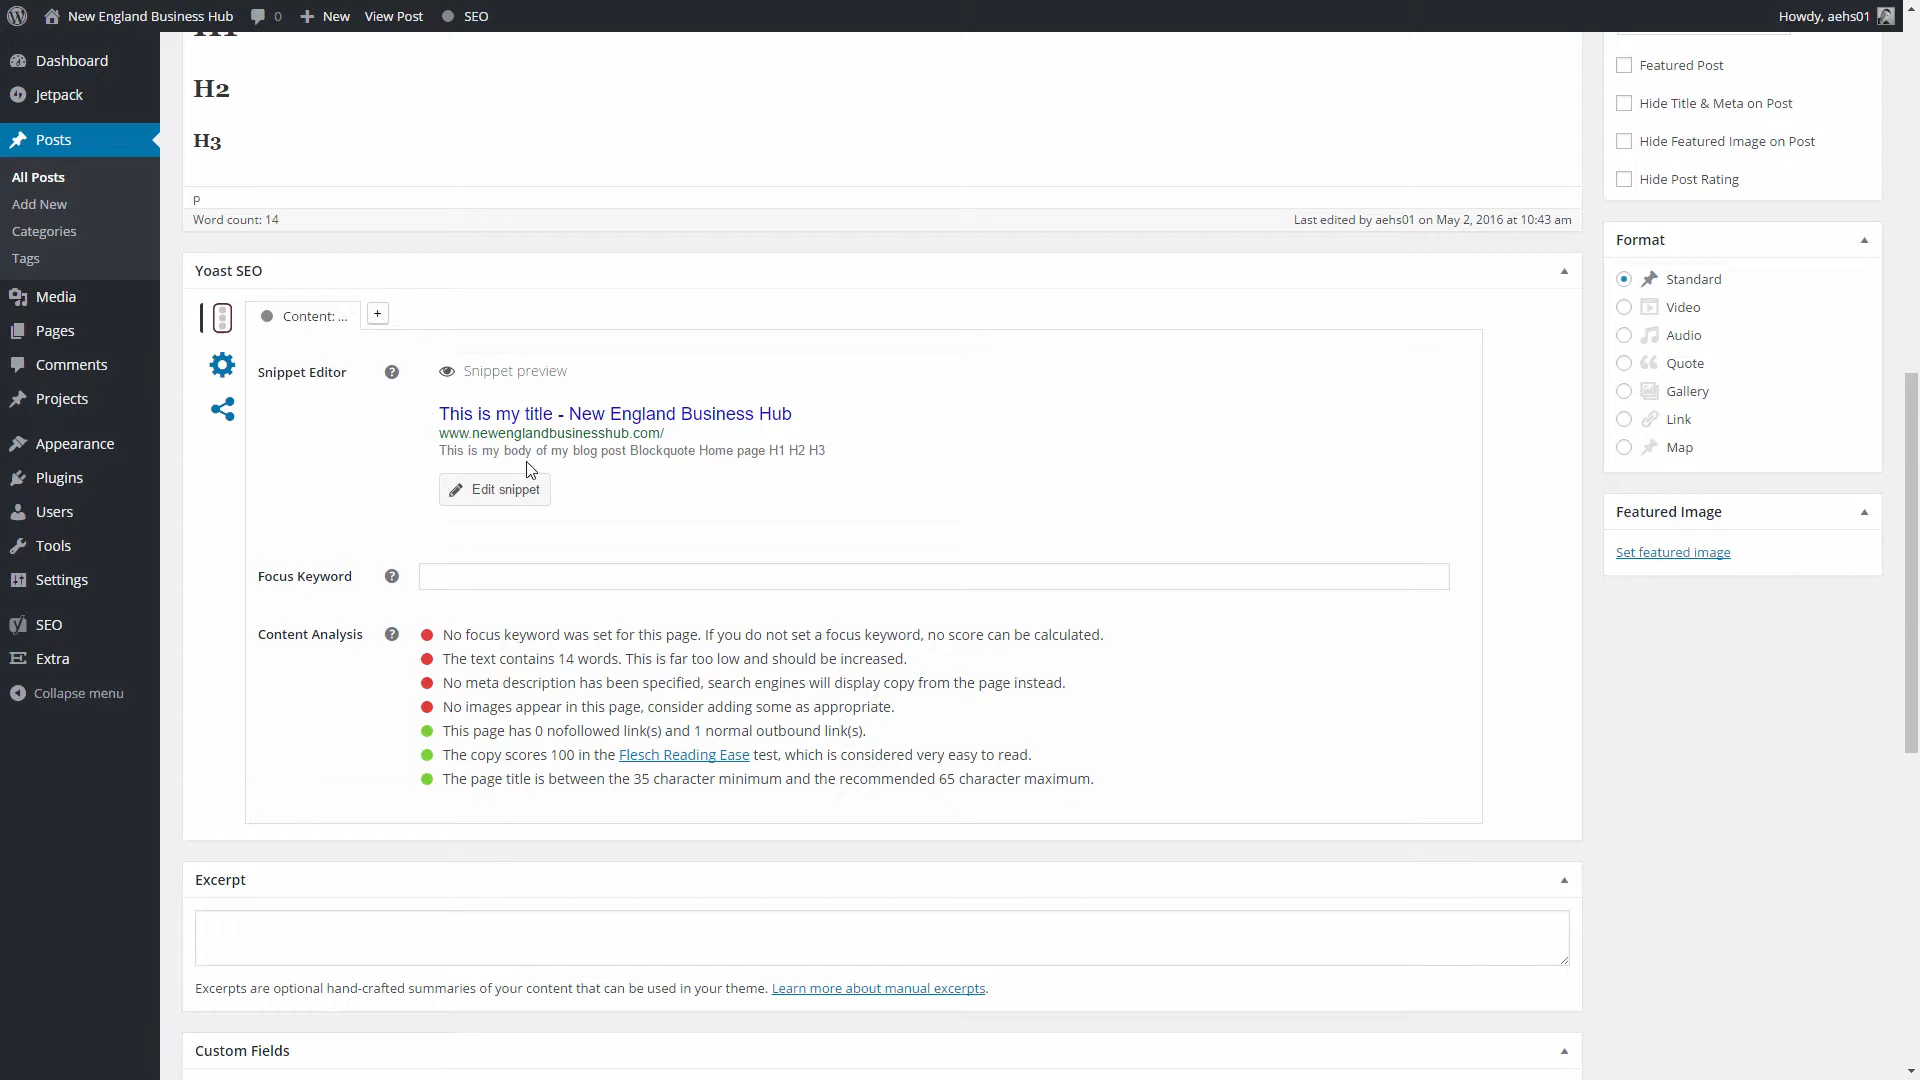 New England Business Hub 0 New View Post SEO Howdy, aehs01
Dashboard
Jetpack
Posts
All Posts
Add New
Categories
Tags
Media
Pages
Comments
Projects
Appearance
Plugins
Users
Tools
Settings
SEO
Extra
Collapse menu
H1
H2
H3
p
Word count: 14 Last edited by aehs01 on May 2, 2016 at 10:43 am
Yoast SEO
Content: ... +
Snippet Editor ? Snippet preview
This is my title - New England Business Hub
www.newenglandbusinesshub.com/
This is my body of my blog post Blockquote Home page H1 H2 H3
Edit snippet
Focus Keyword ?
Content Analysis ? No focus keyword was set for this page. If you do not set a focus keyword, no score can be calculated.
The text contains 14 words. This is far too low and should be increased.
No meta description has been specified, search engines will display copy from the page instead.
No images appear in this page, consider adding some as appropriate.
This page has 0 nofollowed link(s) and 1 normal outbound link(s).
The copy scores 100 in the Flesch Reading Ease test, which is considered very easy to read.
The page title is between the 35 character minimum and the recommended 65 character maximum.
Excerpt
Excerpts are optional hand-crafted summaries of your content that can be used in your theme. Learn more about manual excerpts.
Custom Fields
Featured Post
Hide Title & Meta on Post
Hide Featured Image on Post
Hide Post Rating
Format
Standard
Video
Audio
Quote
Gallery
Link
Map
Featured Image
Set featured image